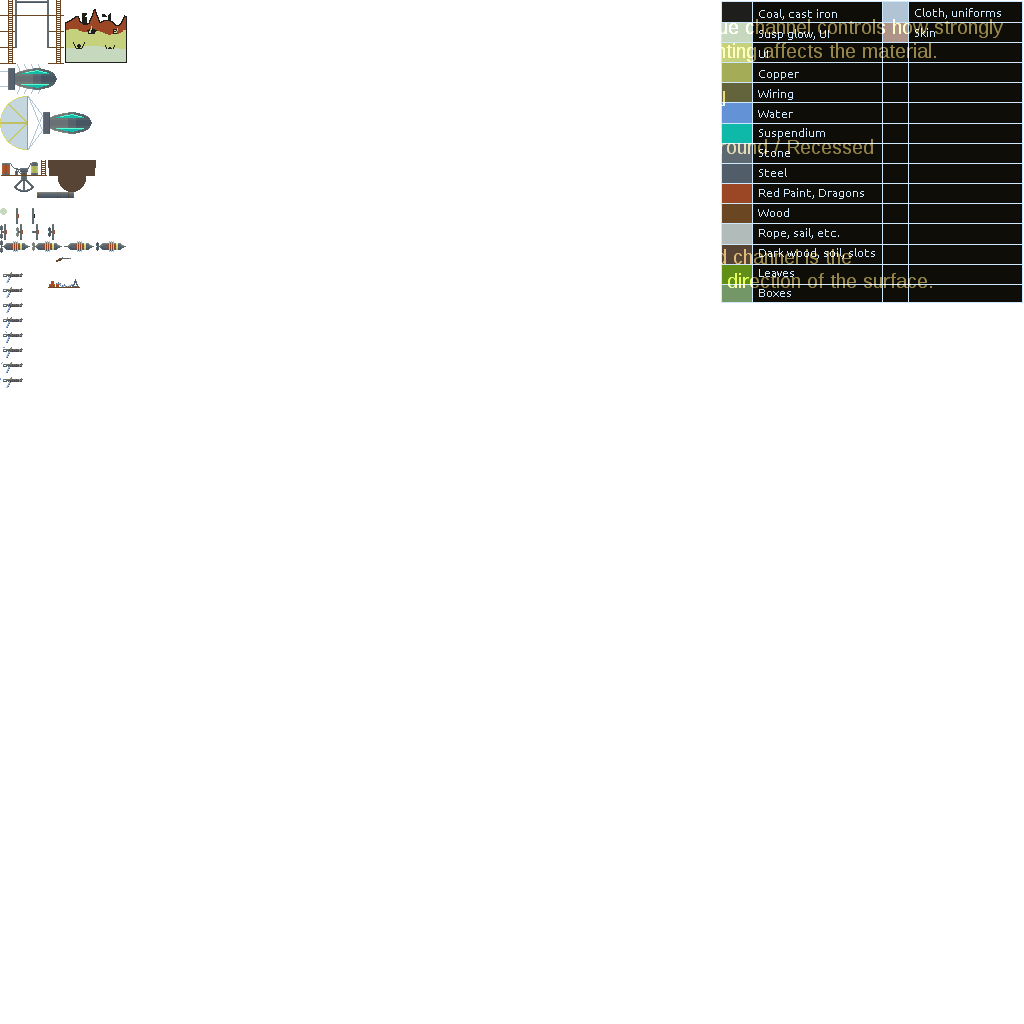 Coal, cast iron
Cloth, uniforms
ue channel controls how strongly
Susp glow, UI
Skin
UI
nting affects the material.
Copper
Wiring
Water
Suspendium
Stone
ound / Recessed
Steel
Red Paint, Dragons
Wood
Rope, sail, etc.
Dark wood, soil, slots
d channel is the
Leaves
direction of the surface.
Boxes